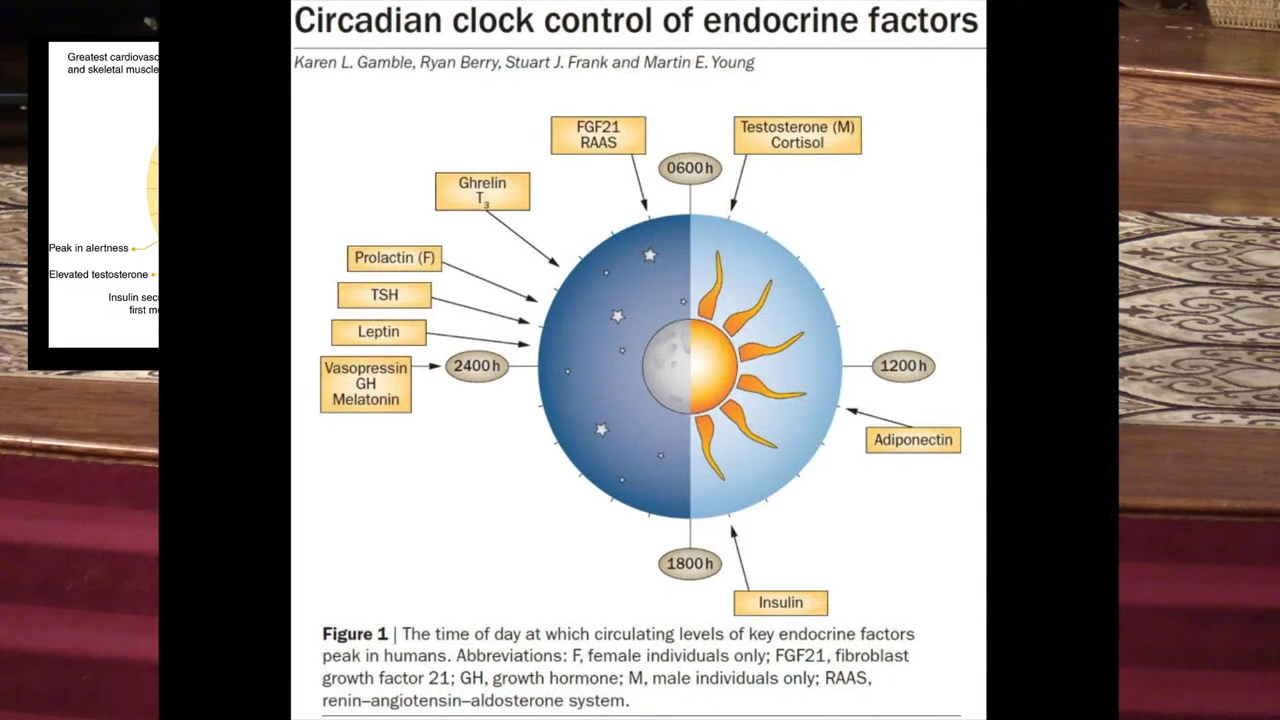 Circadian clock control of endocrine factors
Karen L. Gamble, Ryan Berry, Stuart J. Frank and Martin E. Young
Greatest cardiovasc
and skeletal muscle
Peak in alertness
Elevated testosterone
Insulin sec
first m
FGF21
RAAS
Testosterone (M)
Cortisol
0600 h
Ghrelin
T3
Prolactin (F)
TSH
Leptin
Vasopressin
GH
Melatonin
2400 h
1200 h
Adiponectin
1800 h
Insulin
Figure 1 | The time of day at which circulating levels of key endocrine factors
peak in humans. Abbreviations: F, female individuals only; FGF21, fibroblast
growth factor 21; GH, growth hormone; M, male individuals only; RAAS,
renin–angiotensin–aldosterone system.